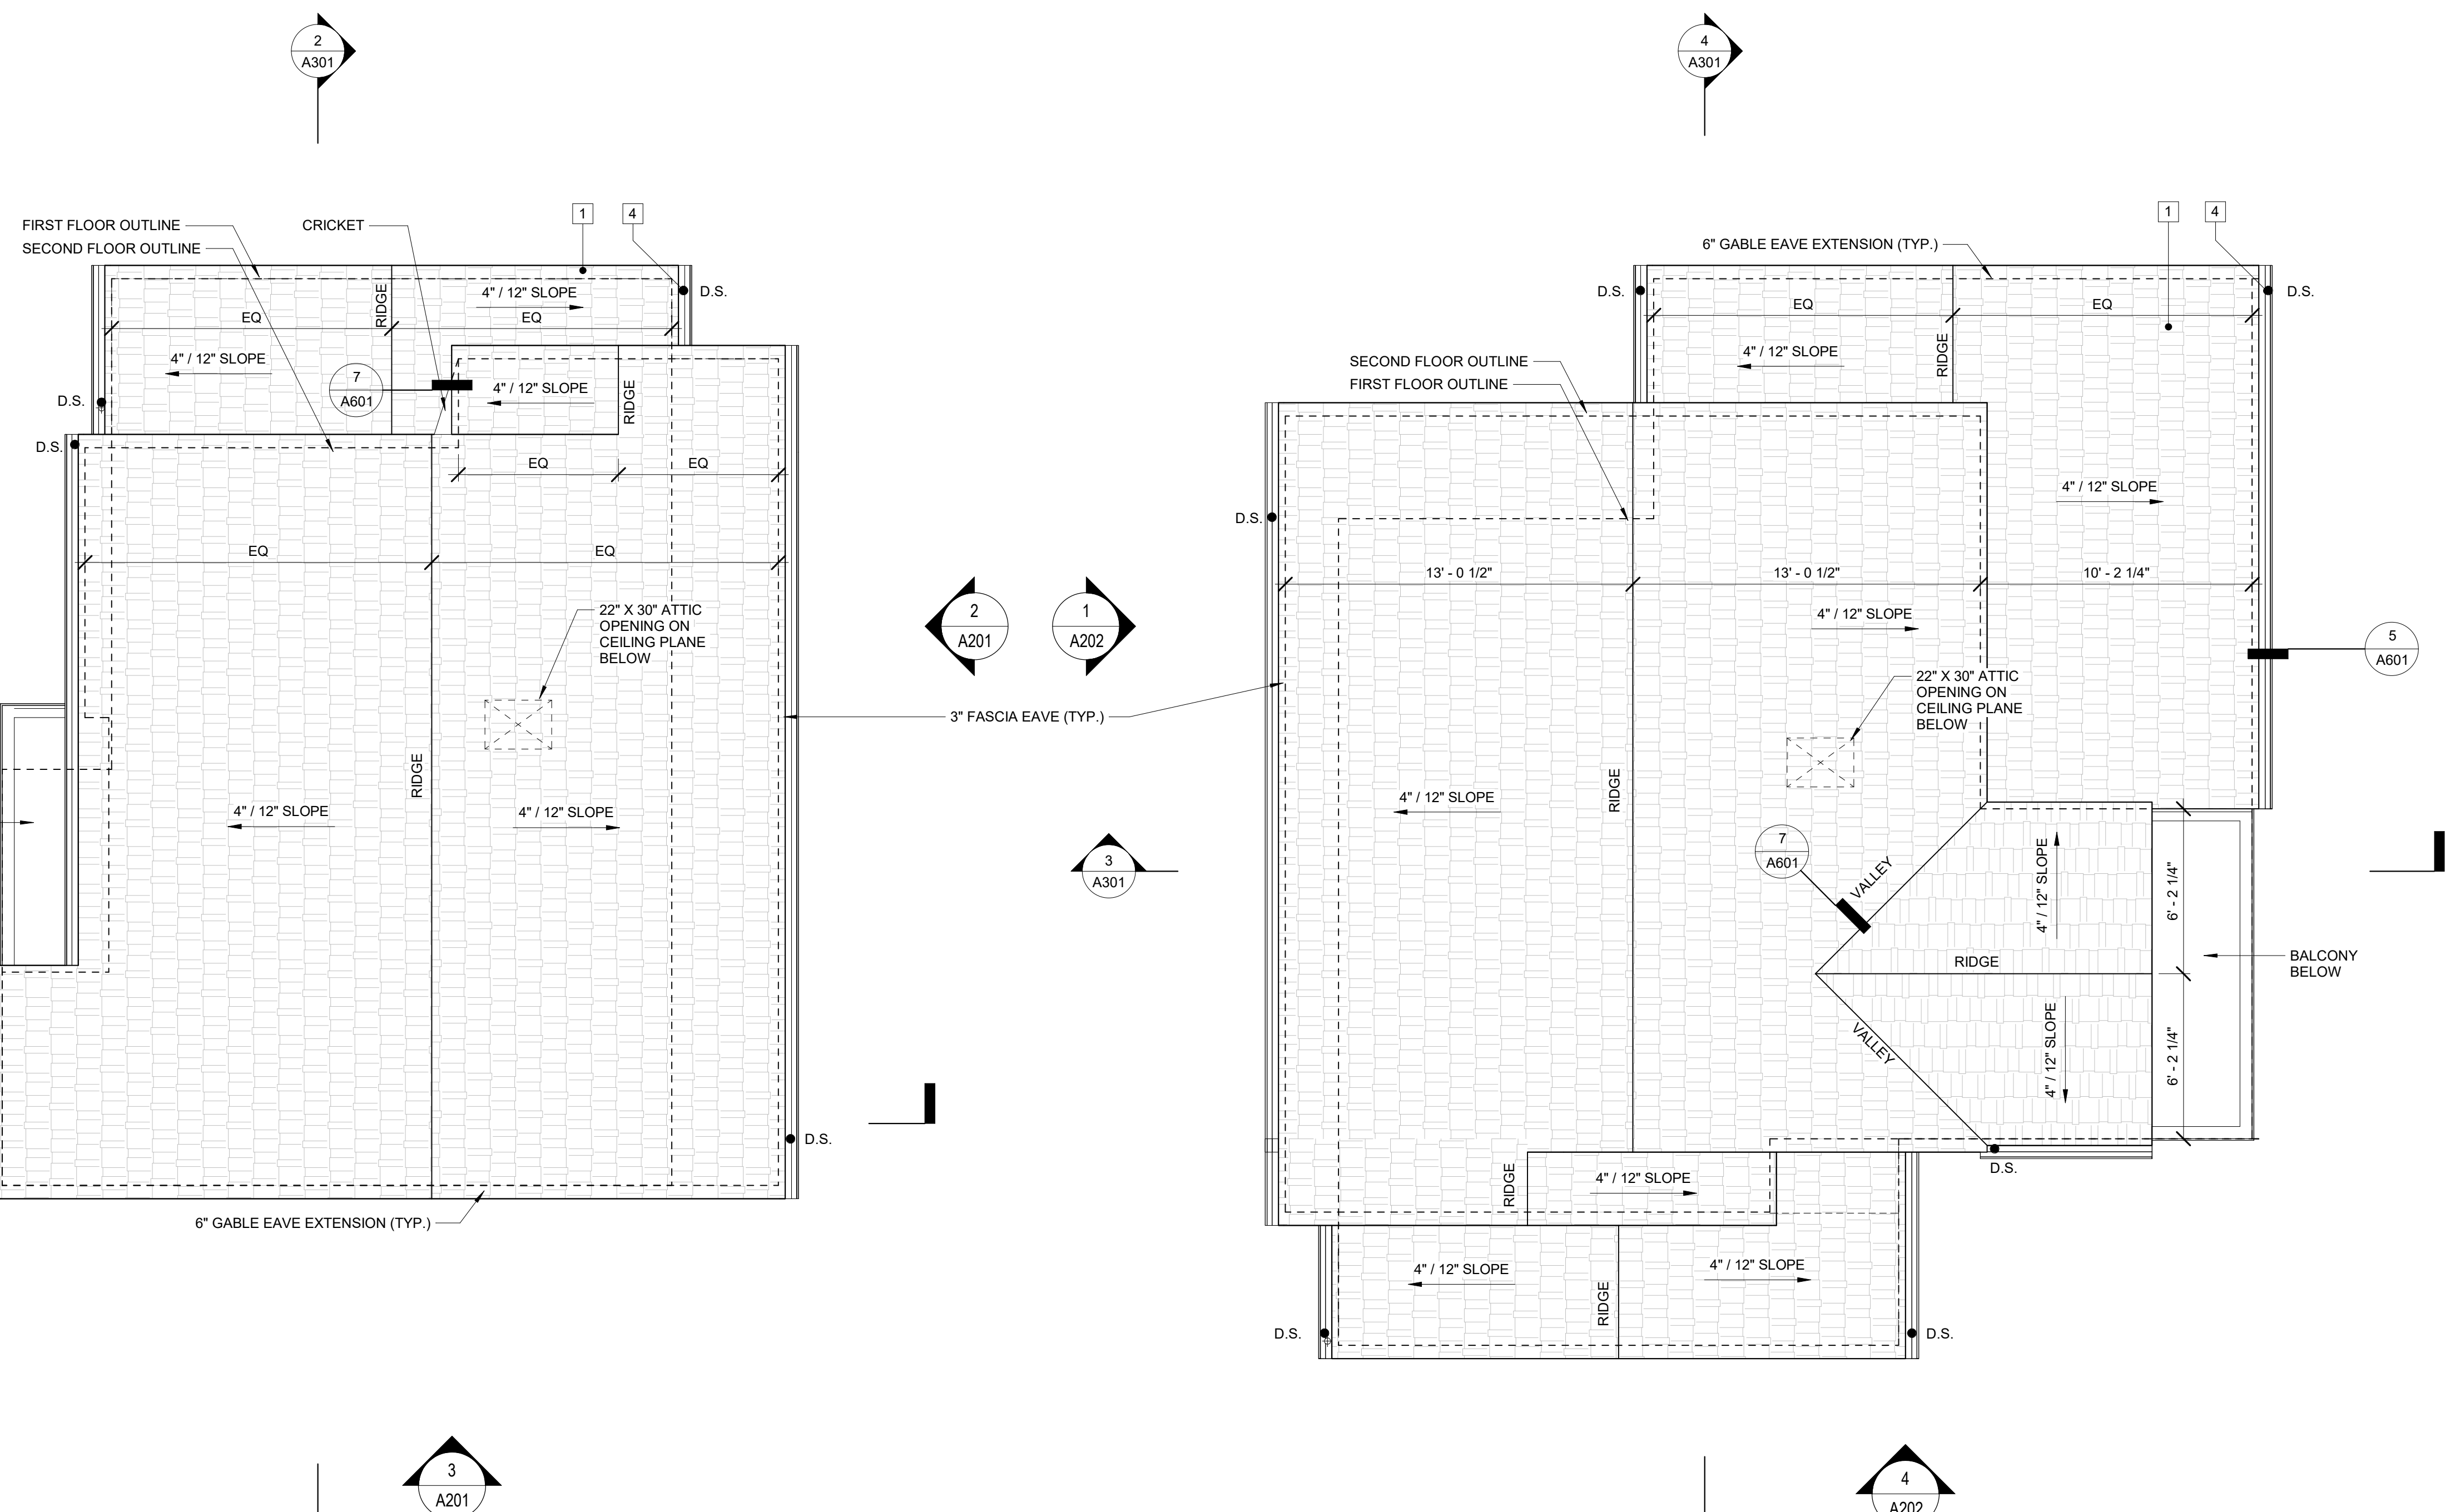 2
A301
4
A301
FIRST FLOOR OUTLINE
SECOND FLOOR OUTLINE
CRICKET
1
4
4" / 12" SLOPE
D.S.
RIDGE
EQ
EQ
4" / 12" SLOPE
7
A601
4" / 12" SLOPE
RIDGE
D.S.
D.S.
EQ
EQ
EQ
EQ
22" X 30" ATTIC
OPENING ON
CEILING PLANE
BELOW
RIDGE
4" / 12" SLOPE
4" / 12" SLOPE
D.S.
6" GABLE EAVE EXTENSION (TYP.)
2
A201
1
A202
3" FASCIA EAVE (TYP.)
3
A301
3
A201
1
4
6" GABLE EAVE EXTENSION (TYP.)
D.S.
D.S.
EQ
EQ
SECOND FLOOR OUTLINE
FIRST FLOOR OUTLINE
4" / 12" SLOPE
RIDGE
4" / 12" SLOPE
D.S.
13' - 0 1/2"
13' - 0 1/2"
10' - 2 1/4"
4" / 12" SLOPE
5
A601
22" X 30" ATTIC
OPENING ON
CEILING PLANE
BELOW
RIDGE
4" / 12" SLOPE
7
A601
VALLEY
4" / 12" SLOPE
6' - 2 1/4"
RIDGE
BALCONY
BELOW
VALLEY
4" / 12" SLOPE
6' - 2 1/4"
D.S.
RIDGE
4" / 12" SLOPE
4" / 12" SLOPE
RIDGE
4" / 12" SLOPE
D.S.
D.S.
4
A202